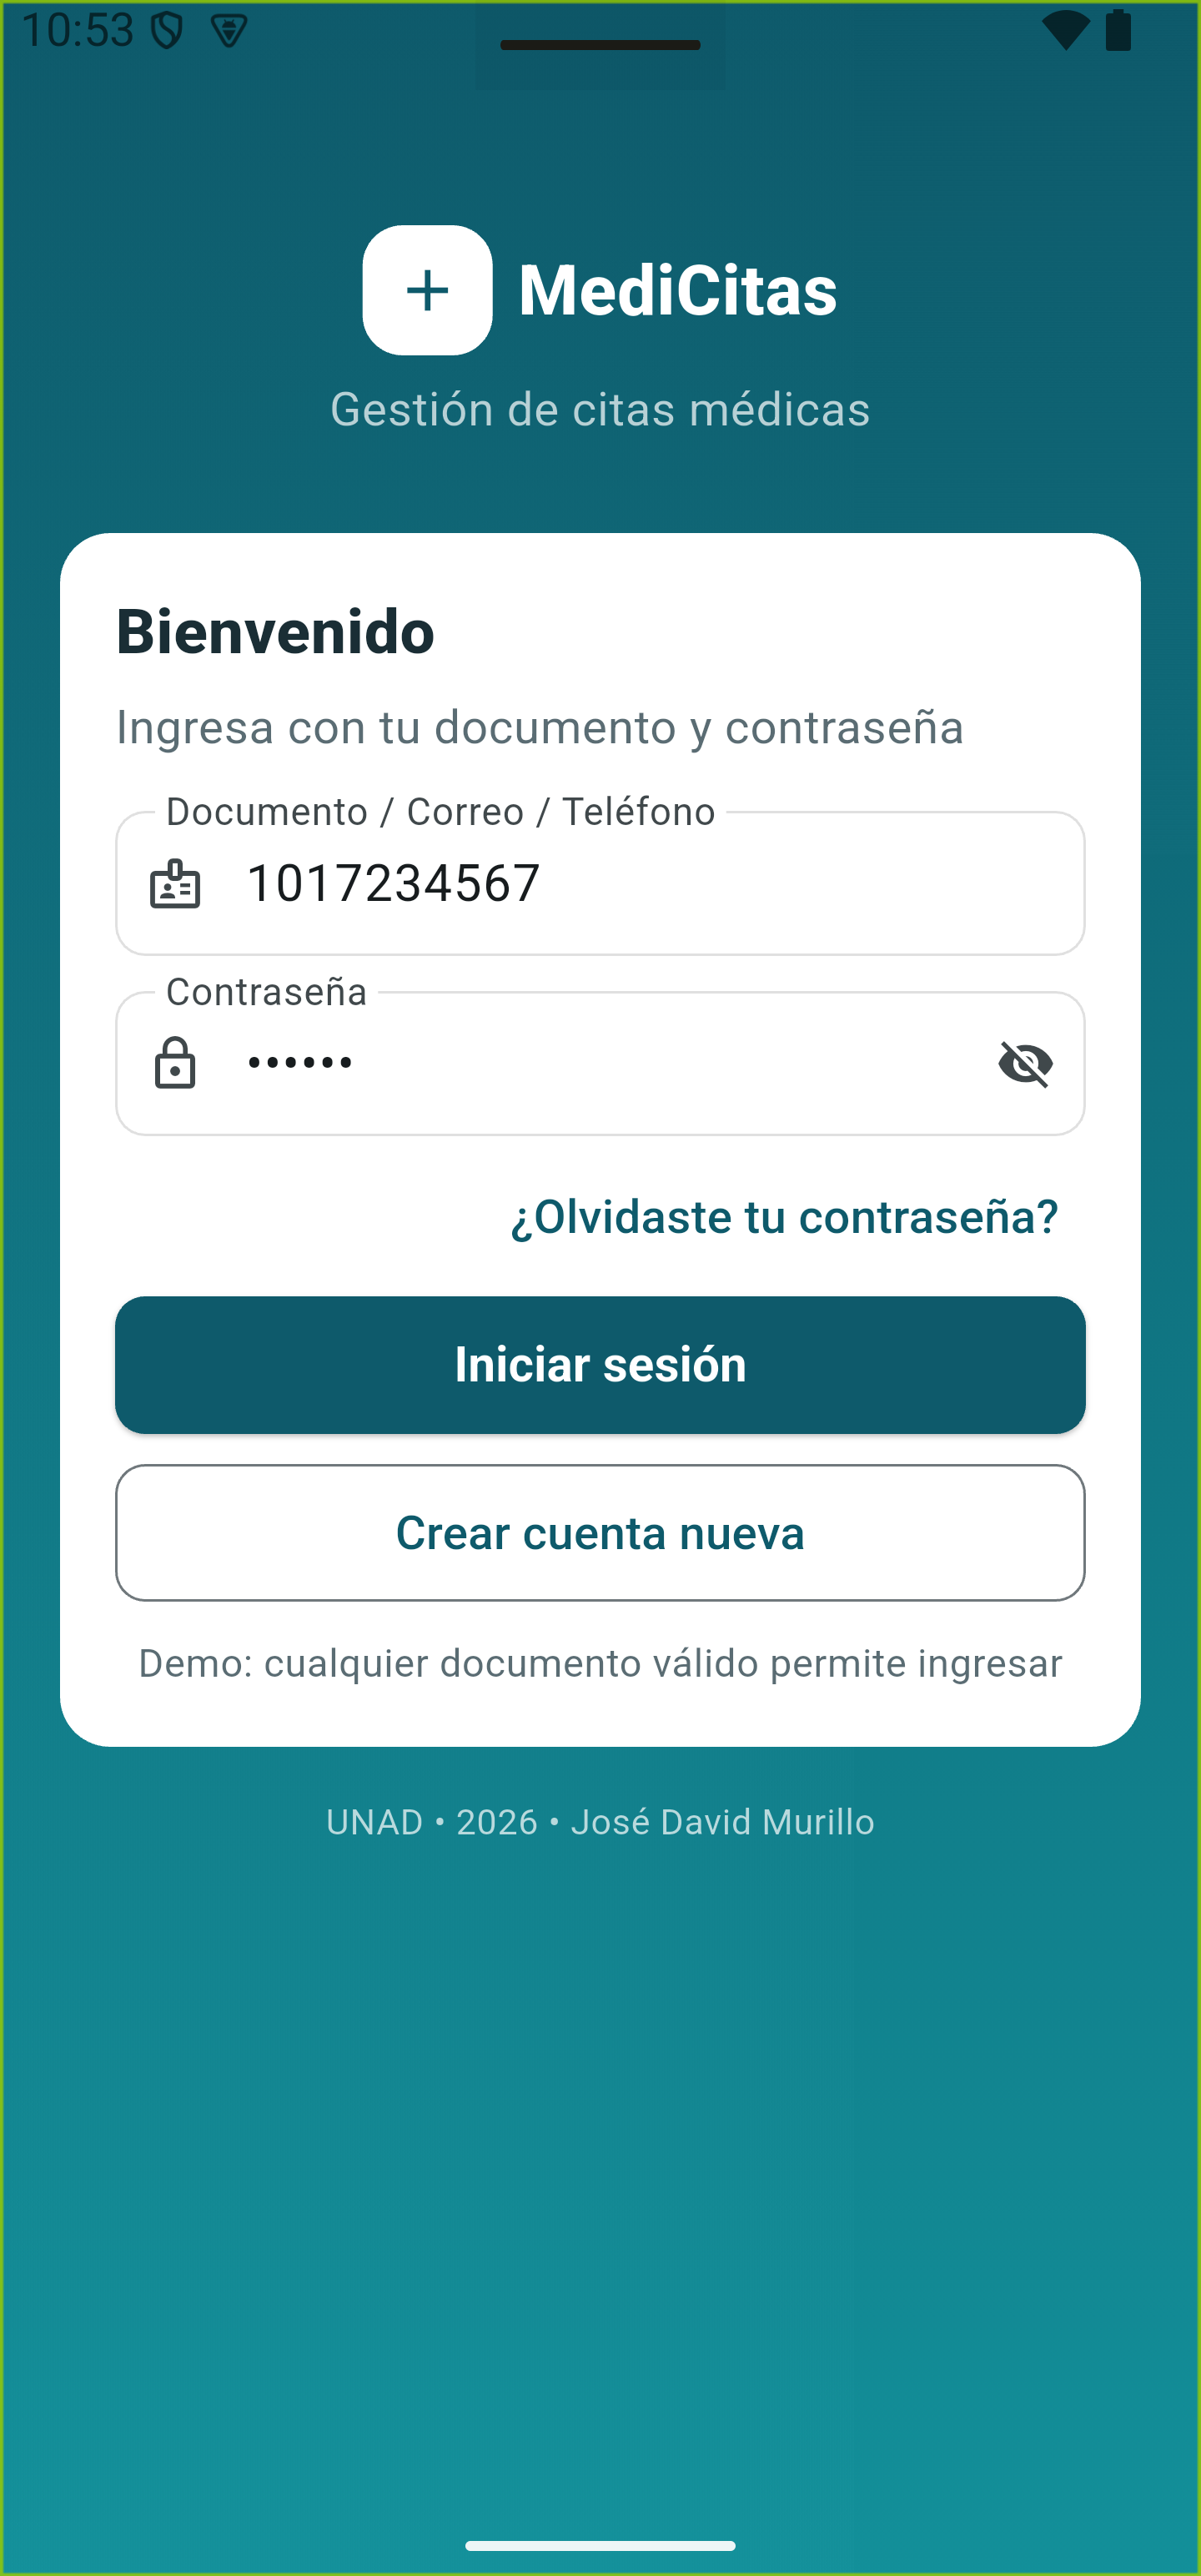 10:53
MediCitas
Gestión de citas médicas
Bienvenido
Ingresa con tu documento y contraseña
Documento / Correo / Teléfono
1017234567
Contraseña
••••••
¿Olvidaste tu contraseña?
Iniciar sesión
Crear cuenta nueva
Demo: cualquier documento válido permite ingresar
UNAD • 2026 • José David Murillo